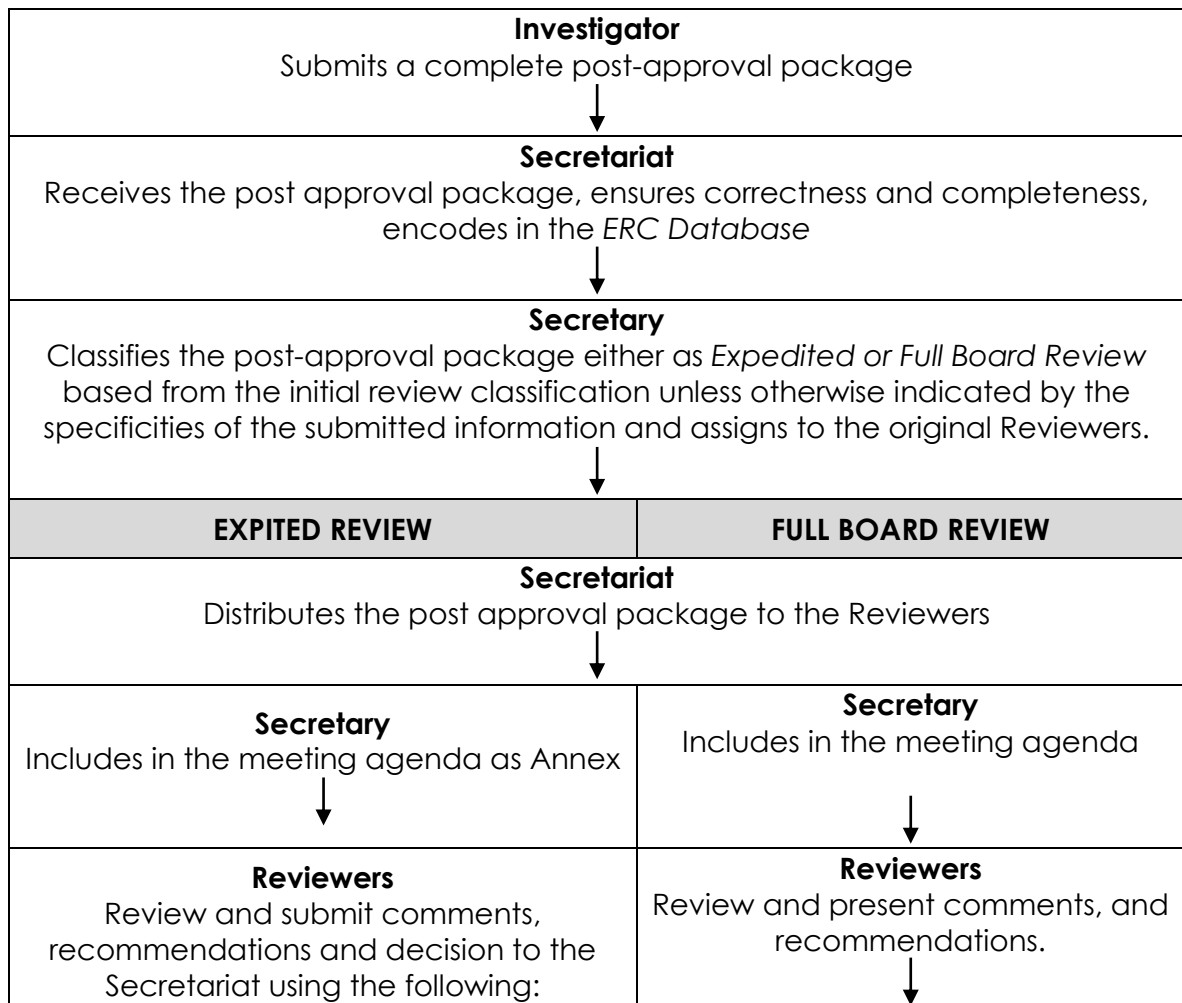 Investigator
Submits a complete post-approval package
Secretariat
Receives the post approval package, ensures correctness and completeness,
encodes in the ERC Database
Secretary
Classifies the post-approval package either as Expedited or Full Board Review
based from the initial review classification unless otherwise indicated by the
specificities of the submitted information and assigns to the original Reviewers.
EXPITED REVIEW
FULL BOARD REVIEW
Secretariat
Distributes the post approval package to the Reviewers
Secretary
Includes in the meeting agenda as Annex
Secretary
Includes in the meeting agenda
Reviewers
Review and submit comments,
recommendations and decision to the
Secretariat using the following:
Reviewers
Review and present comments, and
recommendations.